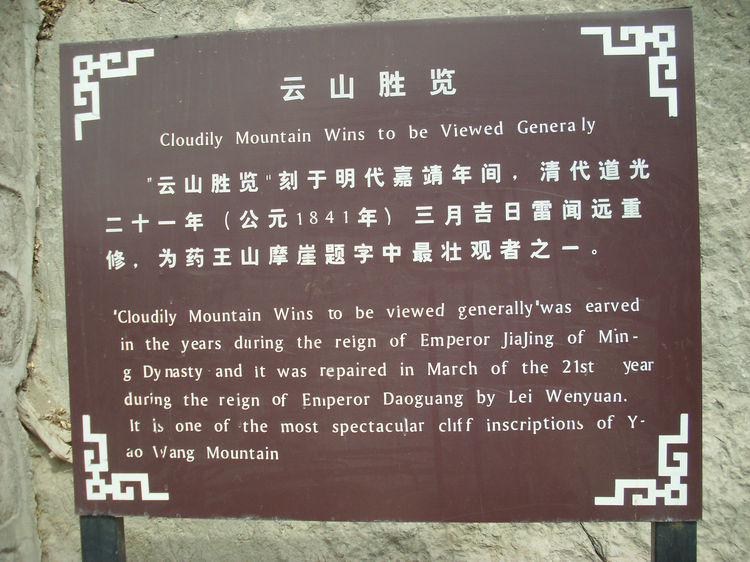 云山胜览
Cloudily Mountain Wins to be Viewed Generally
"云山胜览"刻于明代嘉靖年间，清代道光
二十一年（公元1841年）三月吉日雷闻远重
修，为药王山摩崖题字中最壮观者之一。
"Cloudily Mountain Wins to be viewed generally"was earved
in the years during the reign of Emperor JiaJing of Min-
g Dynasty and it was repaired in March of the 21st year
during the reign of Emperor Daoguang by Lei Wenyuan.
It is one of the most spectacular cliff inscriptions of Y-
ao Wang Mountain